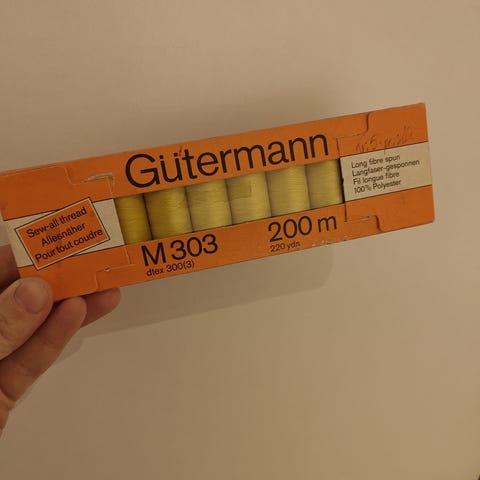 Gütermann
Sew-all thread
Allesnäher
Pour tout coudre
M 303
dtex 300(3)
200 m
220 yds
Long fibre spun
Langfaser-gesponnen
Fil longue fibre
100% Polyester